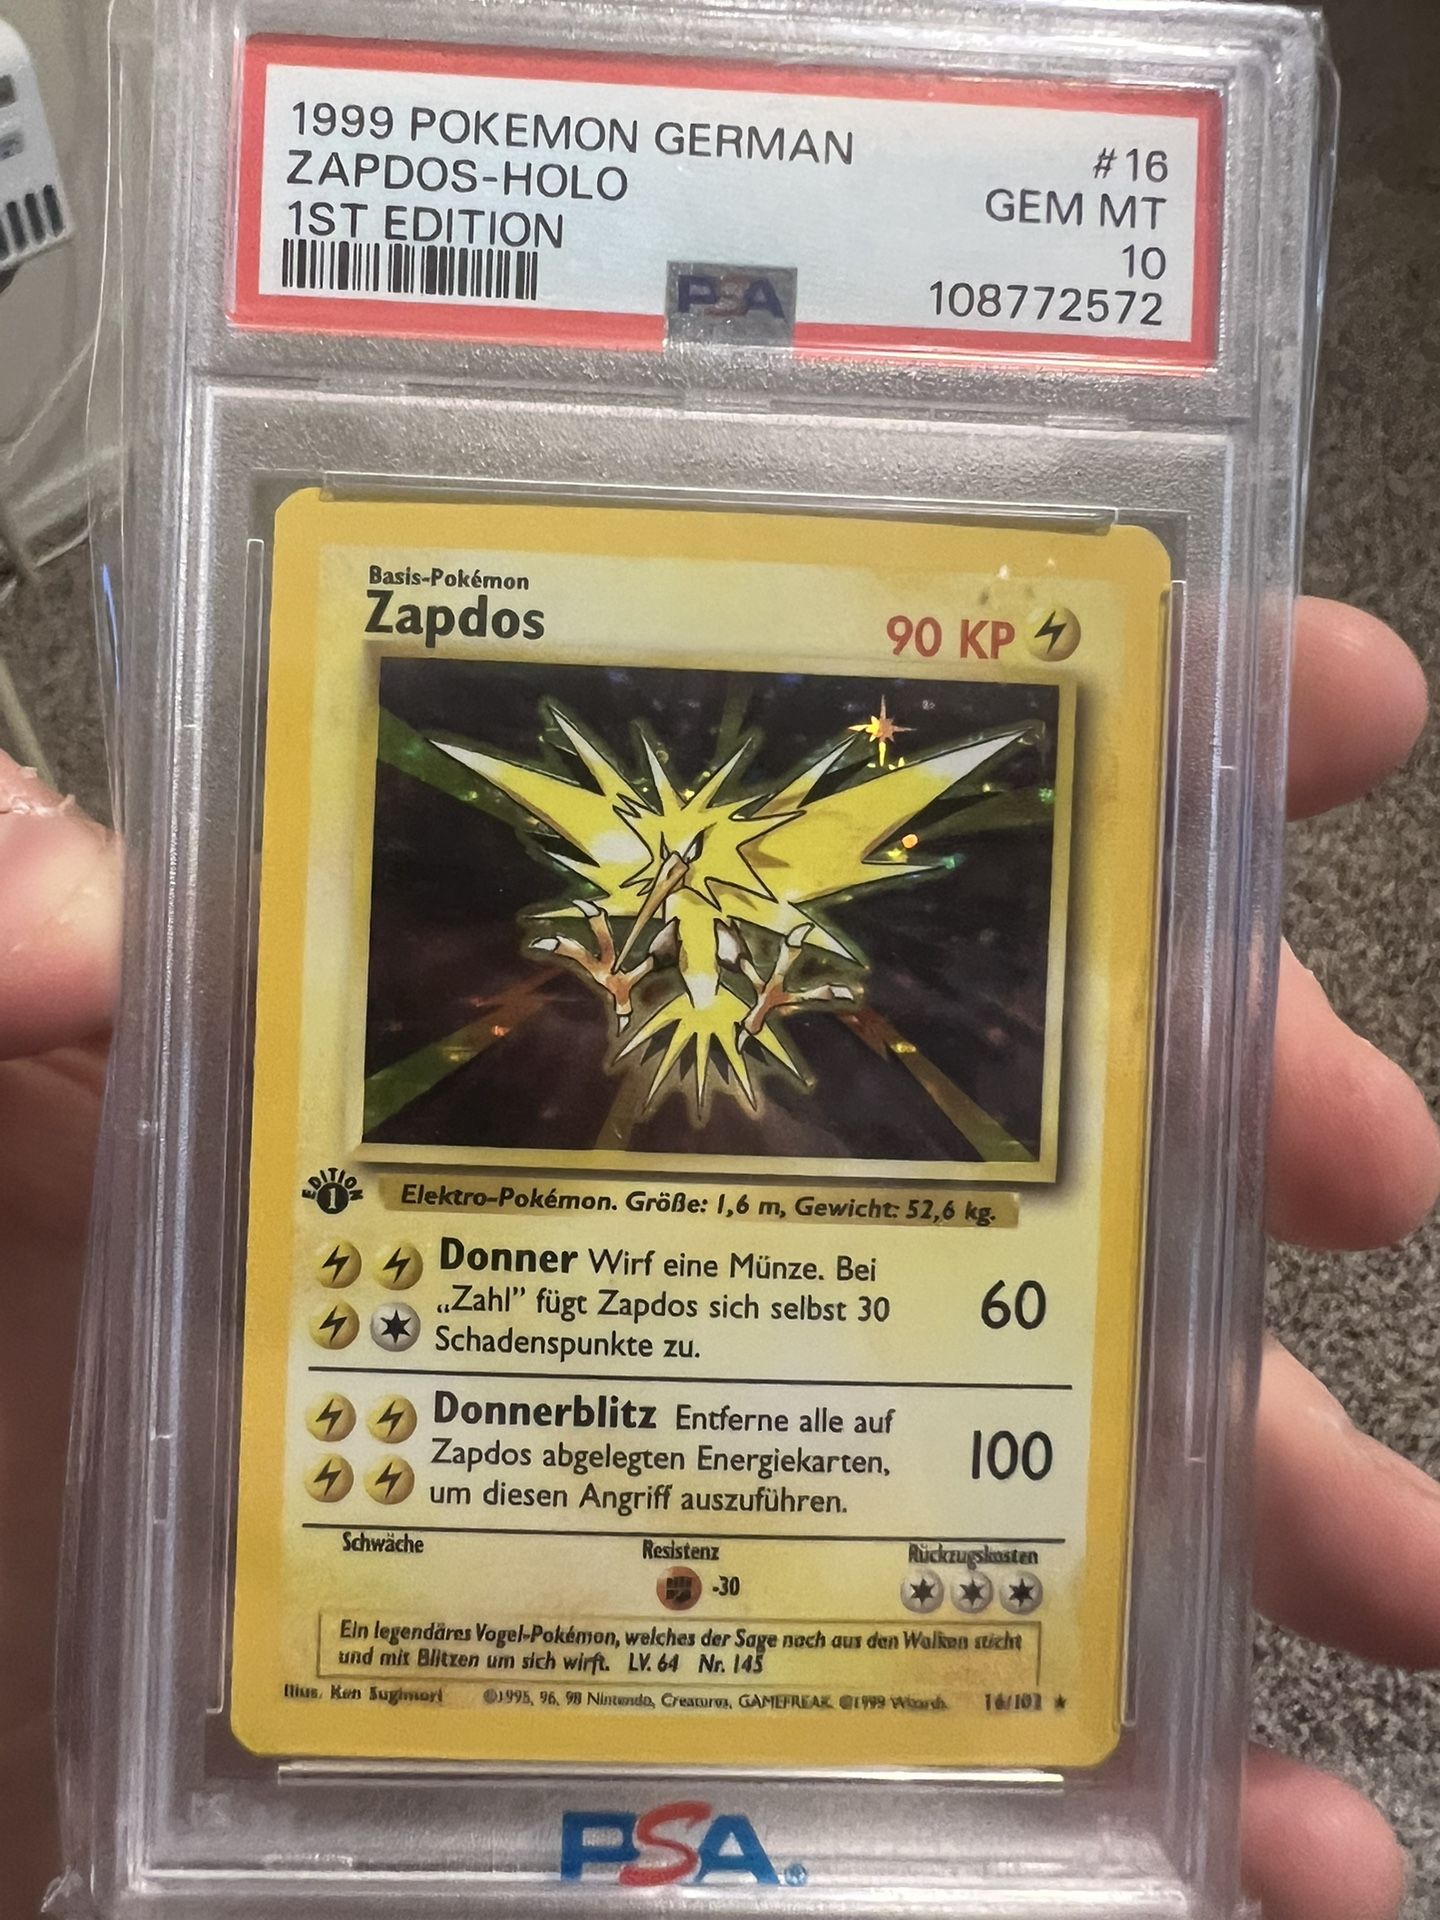 1999 POKEMON GERMAN
ZAPDOS-HOLO
1ST EDITION
#16
GEM MT
10
108772572
PSA
Basis-Pokémon
Zapdos
90 KP
EDITION
1
Elektro-Pokémon. Größe: 1,6 m, Gewicht: 52,6 kg.
Donner Wirf eine Münze. Bei
„Zahl” fügt Zapdos sich selbst 30
Schadenspunkte zu.
60
Donnerblitz Entferne alle auf
Zapdos abgelegten Energiekarten,
um diesen Angriff auszuführen.
100
Schwäche
Resistenz
Rückzugskosten
-30
Ein legendäres Vogel-Pokémon, welches der Sage nach aus den Wolken sticht
und mit Blitzen um sich wirft. LV. 64 Nr. 145
Illus. Ken Sugimori ©1995, 96, 98 Nintendo, Creatures, GAMEFREAK. ©1999 Wizards. 16/102 ★
PSA®